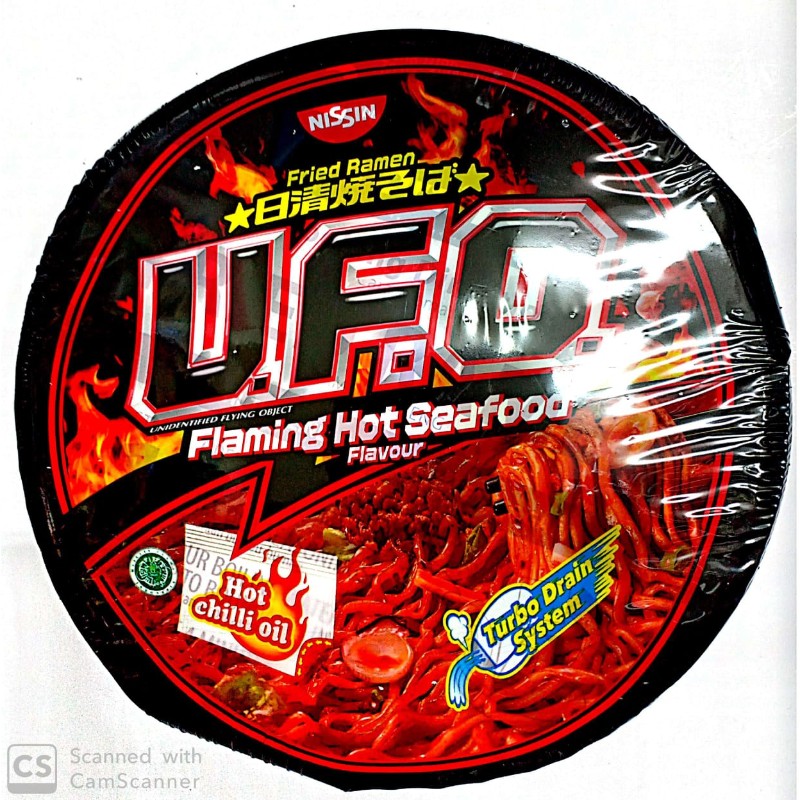 NISSIN
Fried Ramen
★日清焼そば★
U.F.O.
UNIDENTIFIED FLYING OBJECT
Flaming Hot Seafood
Flavour
Hot
chilli oil
Turbo Drain
System
CS Scanned with
CamScanner